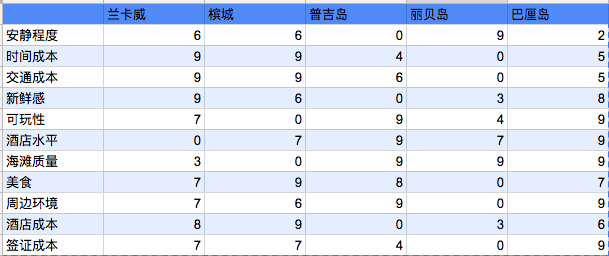 兰卡威 槟城 普吉岛 丽贝岛 巴厘岛
安静程度 6 6 0 9 2
时间成本 9 9 4 0 5
交通成本 9 9 6 0 5
新鲜感 9 6 0 3 8
可玩性 7 0 9 4 9
酒店水平 0 7 9 7 9
海滩质量 3 0 9 9 9
美食 7 9 8 0 7
周边环境 7 6 9 0 9
酒店成本 8 9 0 3 6
签证成本 7 7 4 0 9